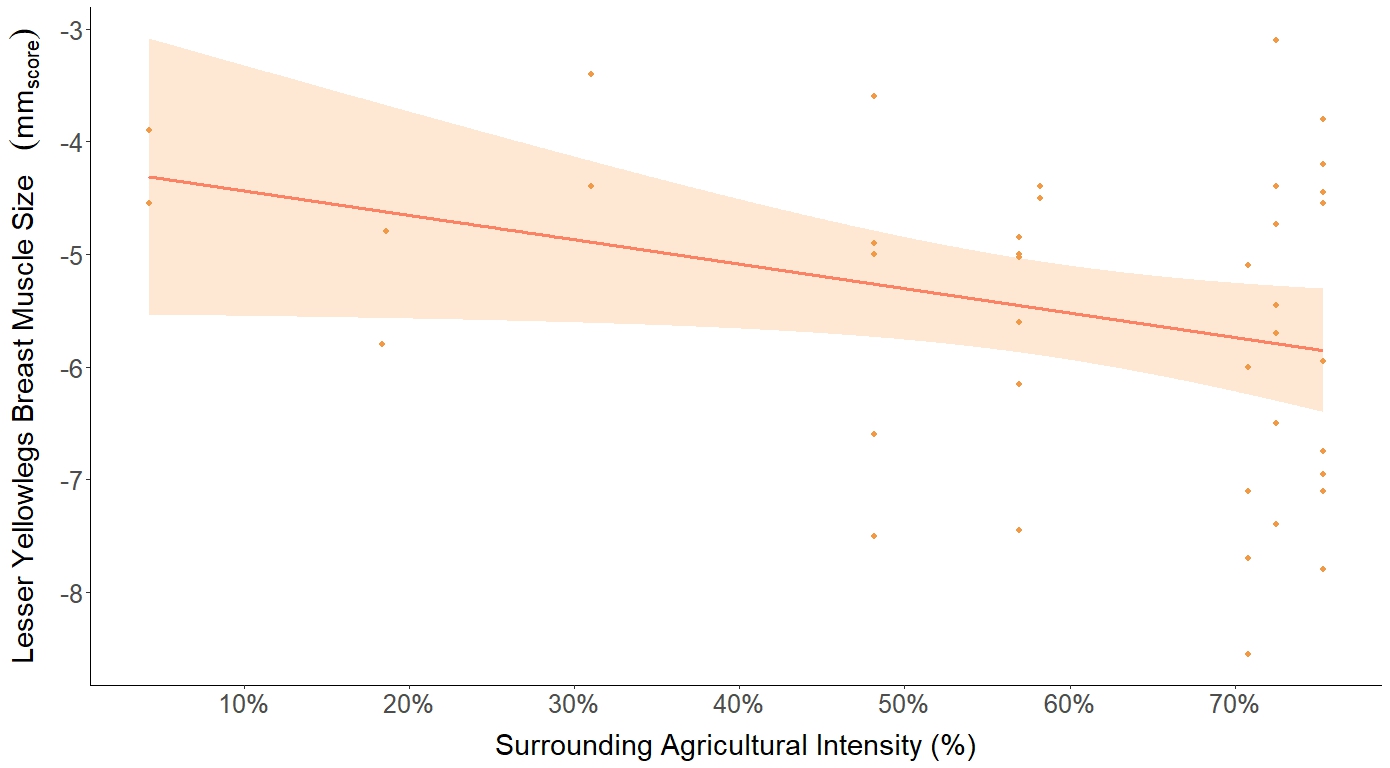 Lesser Yellowlegs Breast Muscle Size (mmscore)
-3
-4
-5
-6
-7
-8
10% 20% 30% 40% 50% 60% 70%
Surrounding Agricultural Intensity (%)